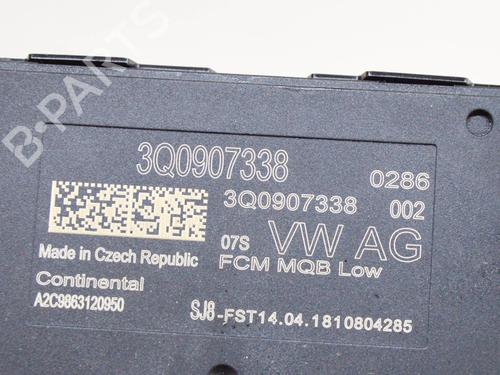 B-PARTS
3Q0907338
0286
3Q0907338
002
07S
VW AG
Made in Czech Republic
FCM MQB Low
Continental
A2C9863120950
SJ8-FST14.04.1810804285